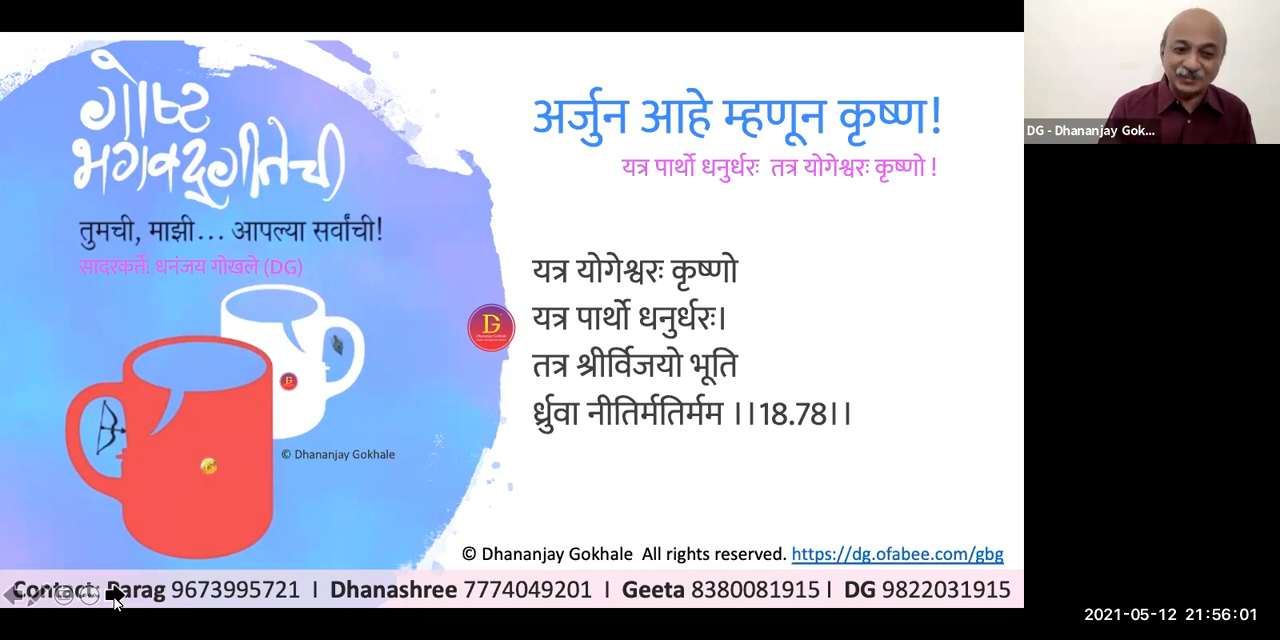 गोष्ट
भगवद्गीतेची
तुमची, माझी... आपल्या सर्वांची!
सादरकर्ते: धनंजय गोखले (DG)
© Dhananjay Gokhale
अर्जुन आहे म्हणून कृष्ण!
यत्र पार्थो धनुर्धरः तत्र योगेश्वरः कृष्णो !
यत्र योगेश्वरः कृष्णो
यत्र पार्थो धनुर्धरः।
तत्र श्रीर्विजयो भूति
र्ध्रुवा नीतिर्मतिर्मम ।।18.78।।
© Dhananjay Gokhale All rights reserved. https://dg.ofabee.com/gbg
Contact: Parag 9673995721 I Dhanashree 7774049201 I Geeta 8380081915 I DG 9822031915
DG - Dhananjay Gok...
2021-05-12 21:56:01